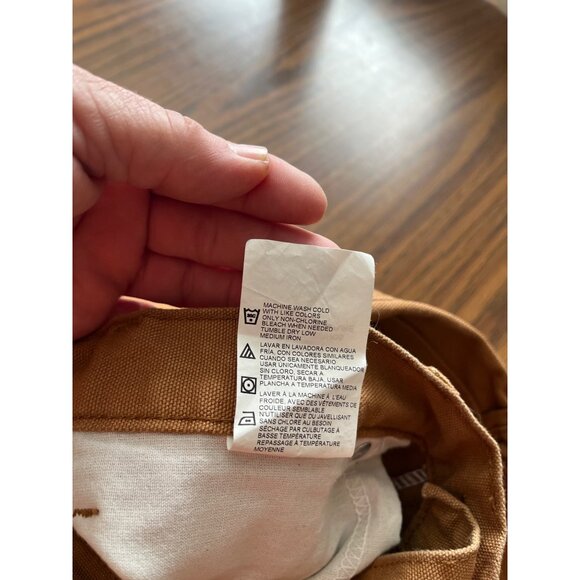 MACHINE WASH COLD
WITH LIKE COLORS
ONLY NON-CHLORINE
BLEACH WHEN NEEDED
TUMBLE DRY LOW
MEDIUM IRON
LAVAR EN LAVADORA CON AGUA
FRIA, CON COLORES SIMILARES
CUANDO SEA NECESARIO.
USAR ÚNICAMENTE BLANQUEADOR
SIN CLORO, SECAR A
TEMPERATURA BAJA. USAR
PLANCHA A TEMPERATURA MEDIA
LAVER À LA MACHINE À L'EAU
FROIDE, AVEC DES VÊTEMENTS DE
COULEUR SEMBLABLE
N'UTILISER QUE DU JAVELLISANT
SANS CHLORE AU BESOIN
SÉCHAGE PAR CULBUTAGE À
BASSE TEMPÉRATURE
REPASSAGE À TEMPÉRATURE
MOYENNE